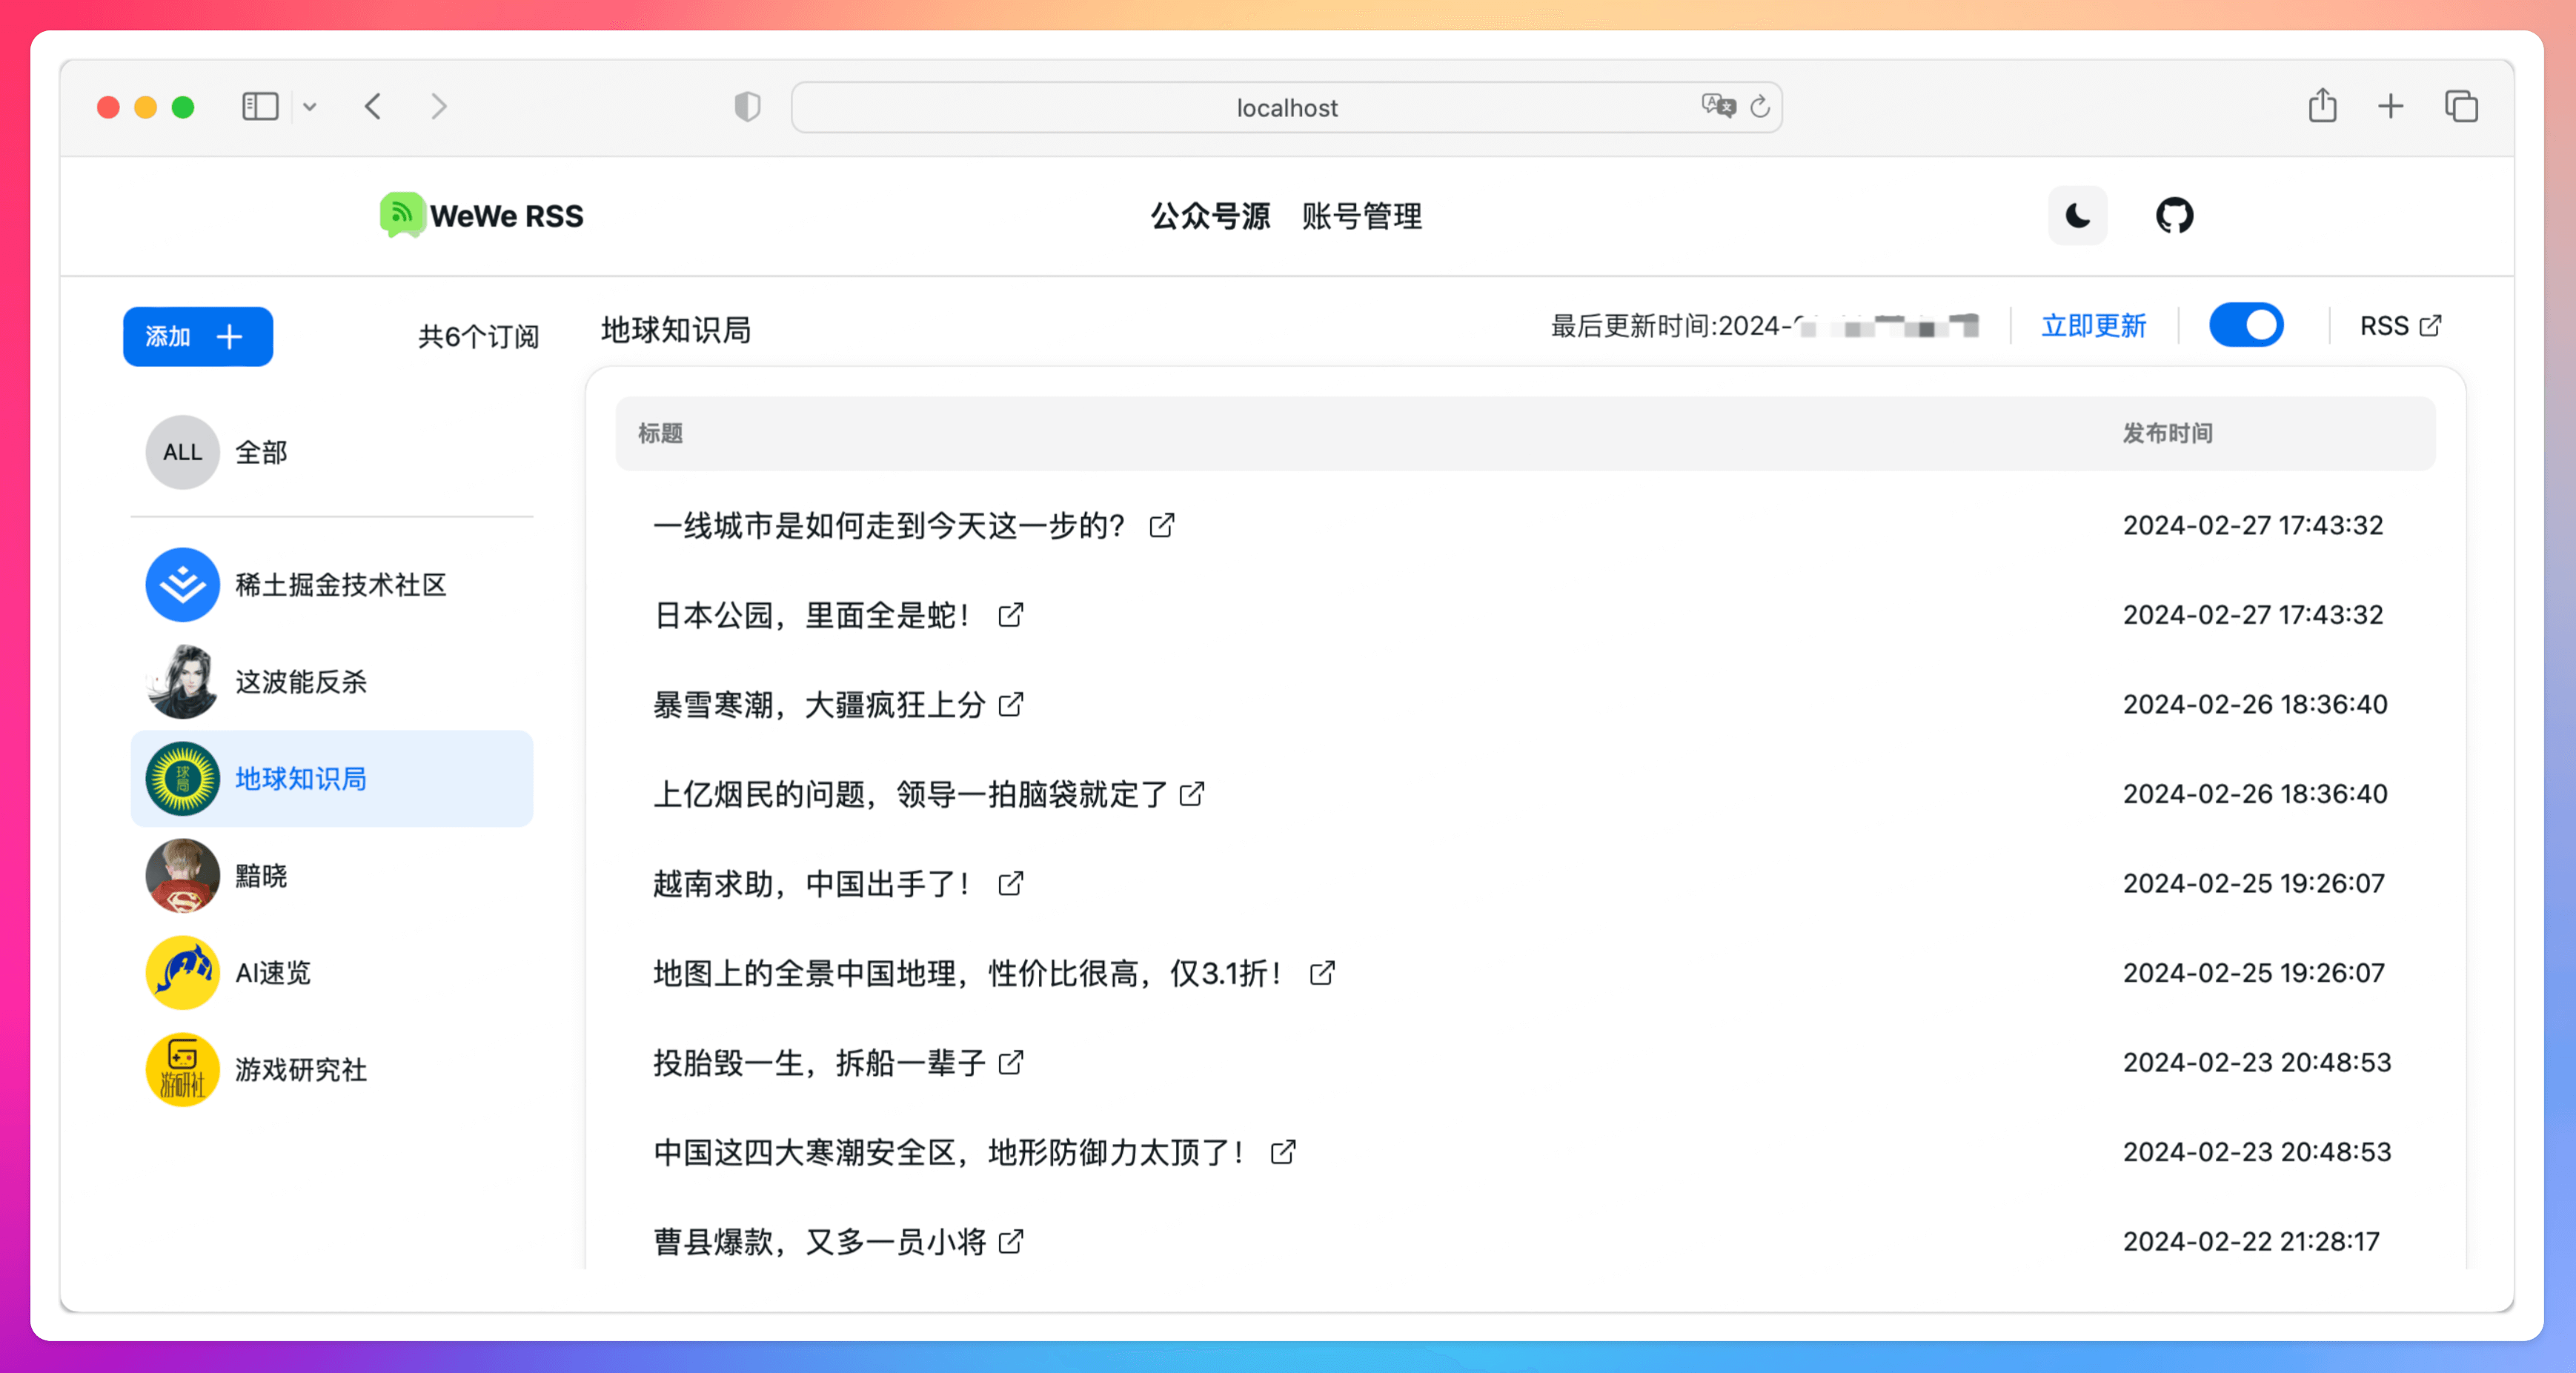 localhost
WeWe RSS
公众号源 账号管理
添加
共6个订阅
ALL 全部
稀土掘金技术社区
这波能反杀
球局
地球知识局
黯晓
AI速览
游研社
游戏研究社
地球知识局
最后更新时间:2024-
立即更新
RSS
标题 发布时间
一线城市是如何走到今天这一步的? 2024-02-27 17:43:32
日本公园，里面全是蛇！ 2024-02-27 17:43:32
暴雪寒潮，大疆疯狂上分 2024-02-26 18:36:40
上亿烟民的问题，领导一拍脑袋就定了 2024-02-26 18:36:40
越南求助，中国出手了！ 2024-02-25 19:26:07
地图上的全景中国地理，性价比很高，仅3.1折！ 2024-02-25 19:26:07
投胎毁一生，拆船一辈子 2024-02-23 20:48:53
中国这四大寒潮安全区，地形防御力太顶了！ 2024-02-23 20:48:53
曹县爆款，又多一员小将 2024-02-22 21:28:17